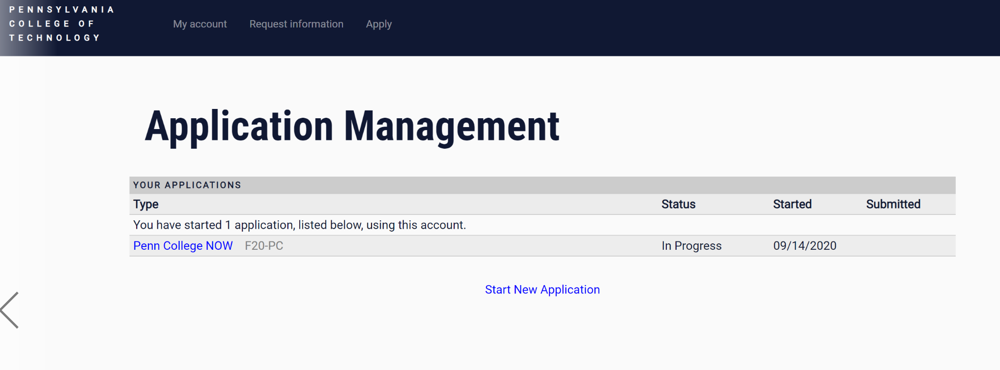 PENNSYLVANIA
COLLEGE OF
TECHNOLOGY
My account Request information Apply
Application Management
YOUR APPLICATIONS
Type Status Started Submitted
You have started 1 application, listed below, using this account.
Penn College NOW F20-PC In Progress 09/14/2020
Start New Application